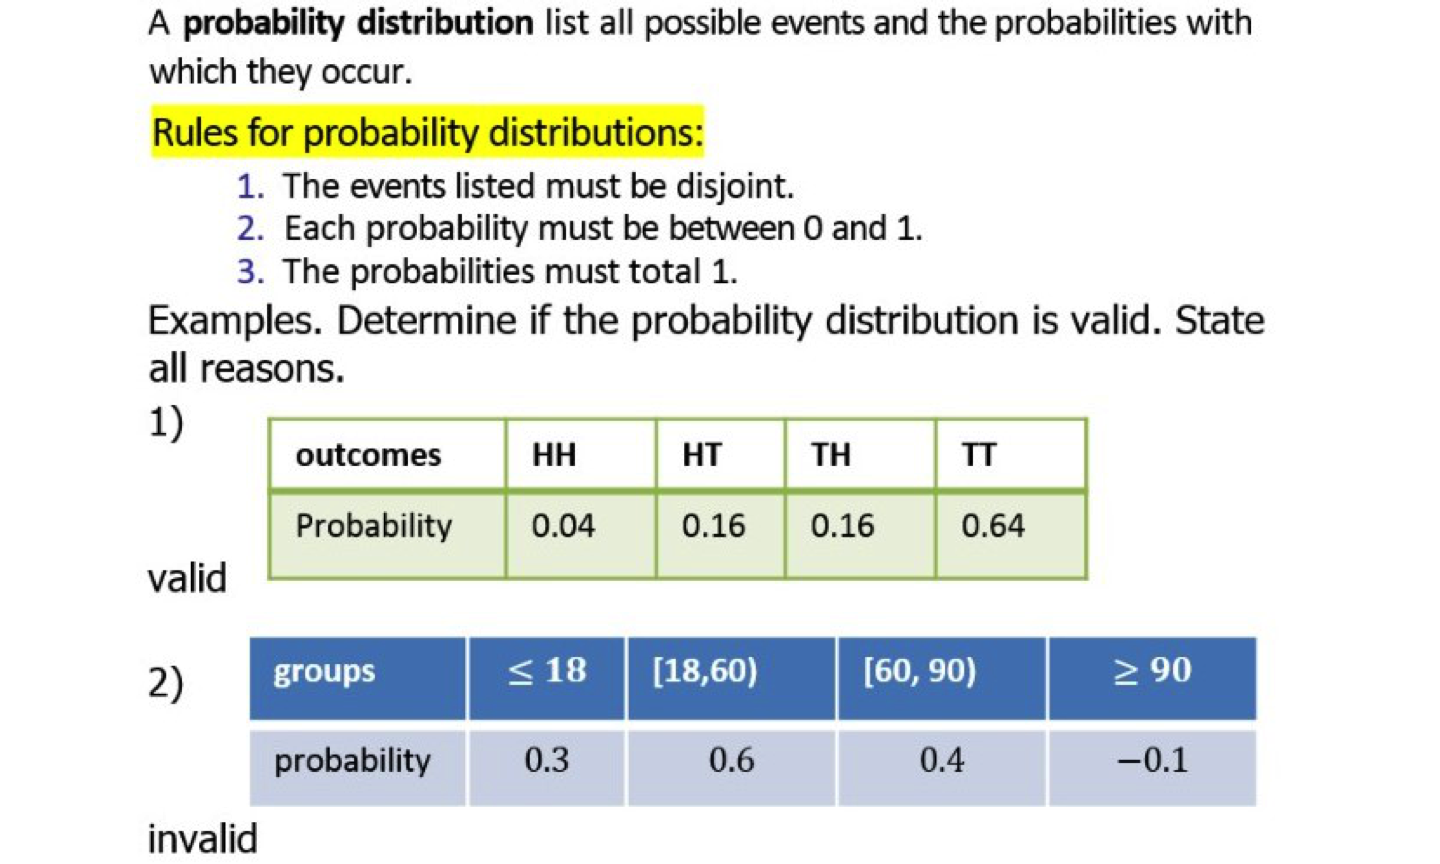 A probability distribution list all possible events and the probabilities with
which they occur.
Rules for probability distributions:
1. The events listed must be disjoint.
2. Each probability must be between 0 and 1.
3. The probabilities must total 1.
Examples. Determine if the probability distribution is valid. State
all reasons.
1)
outcomes HH HT TH TT
Probability 0.04 0.16 0.16 0.64
valid
2)
groups ≤ 18 [18,60) [60, 90) ≥ 90
probability 0.3 0.6 0.4 −0.1
invalid